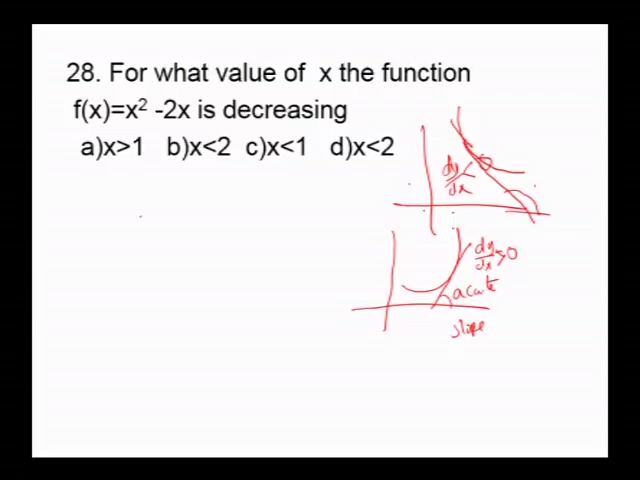 28. For what value of x the function
f(x)=x² -2x is decreasing
a)x>1 b)x<2 c)x<1 d)x<2
dy/dx <0
dy/dx >0
acute
slope